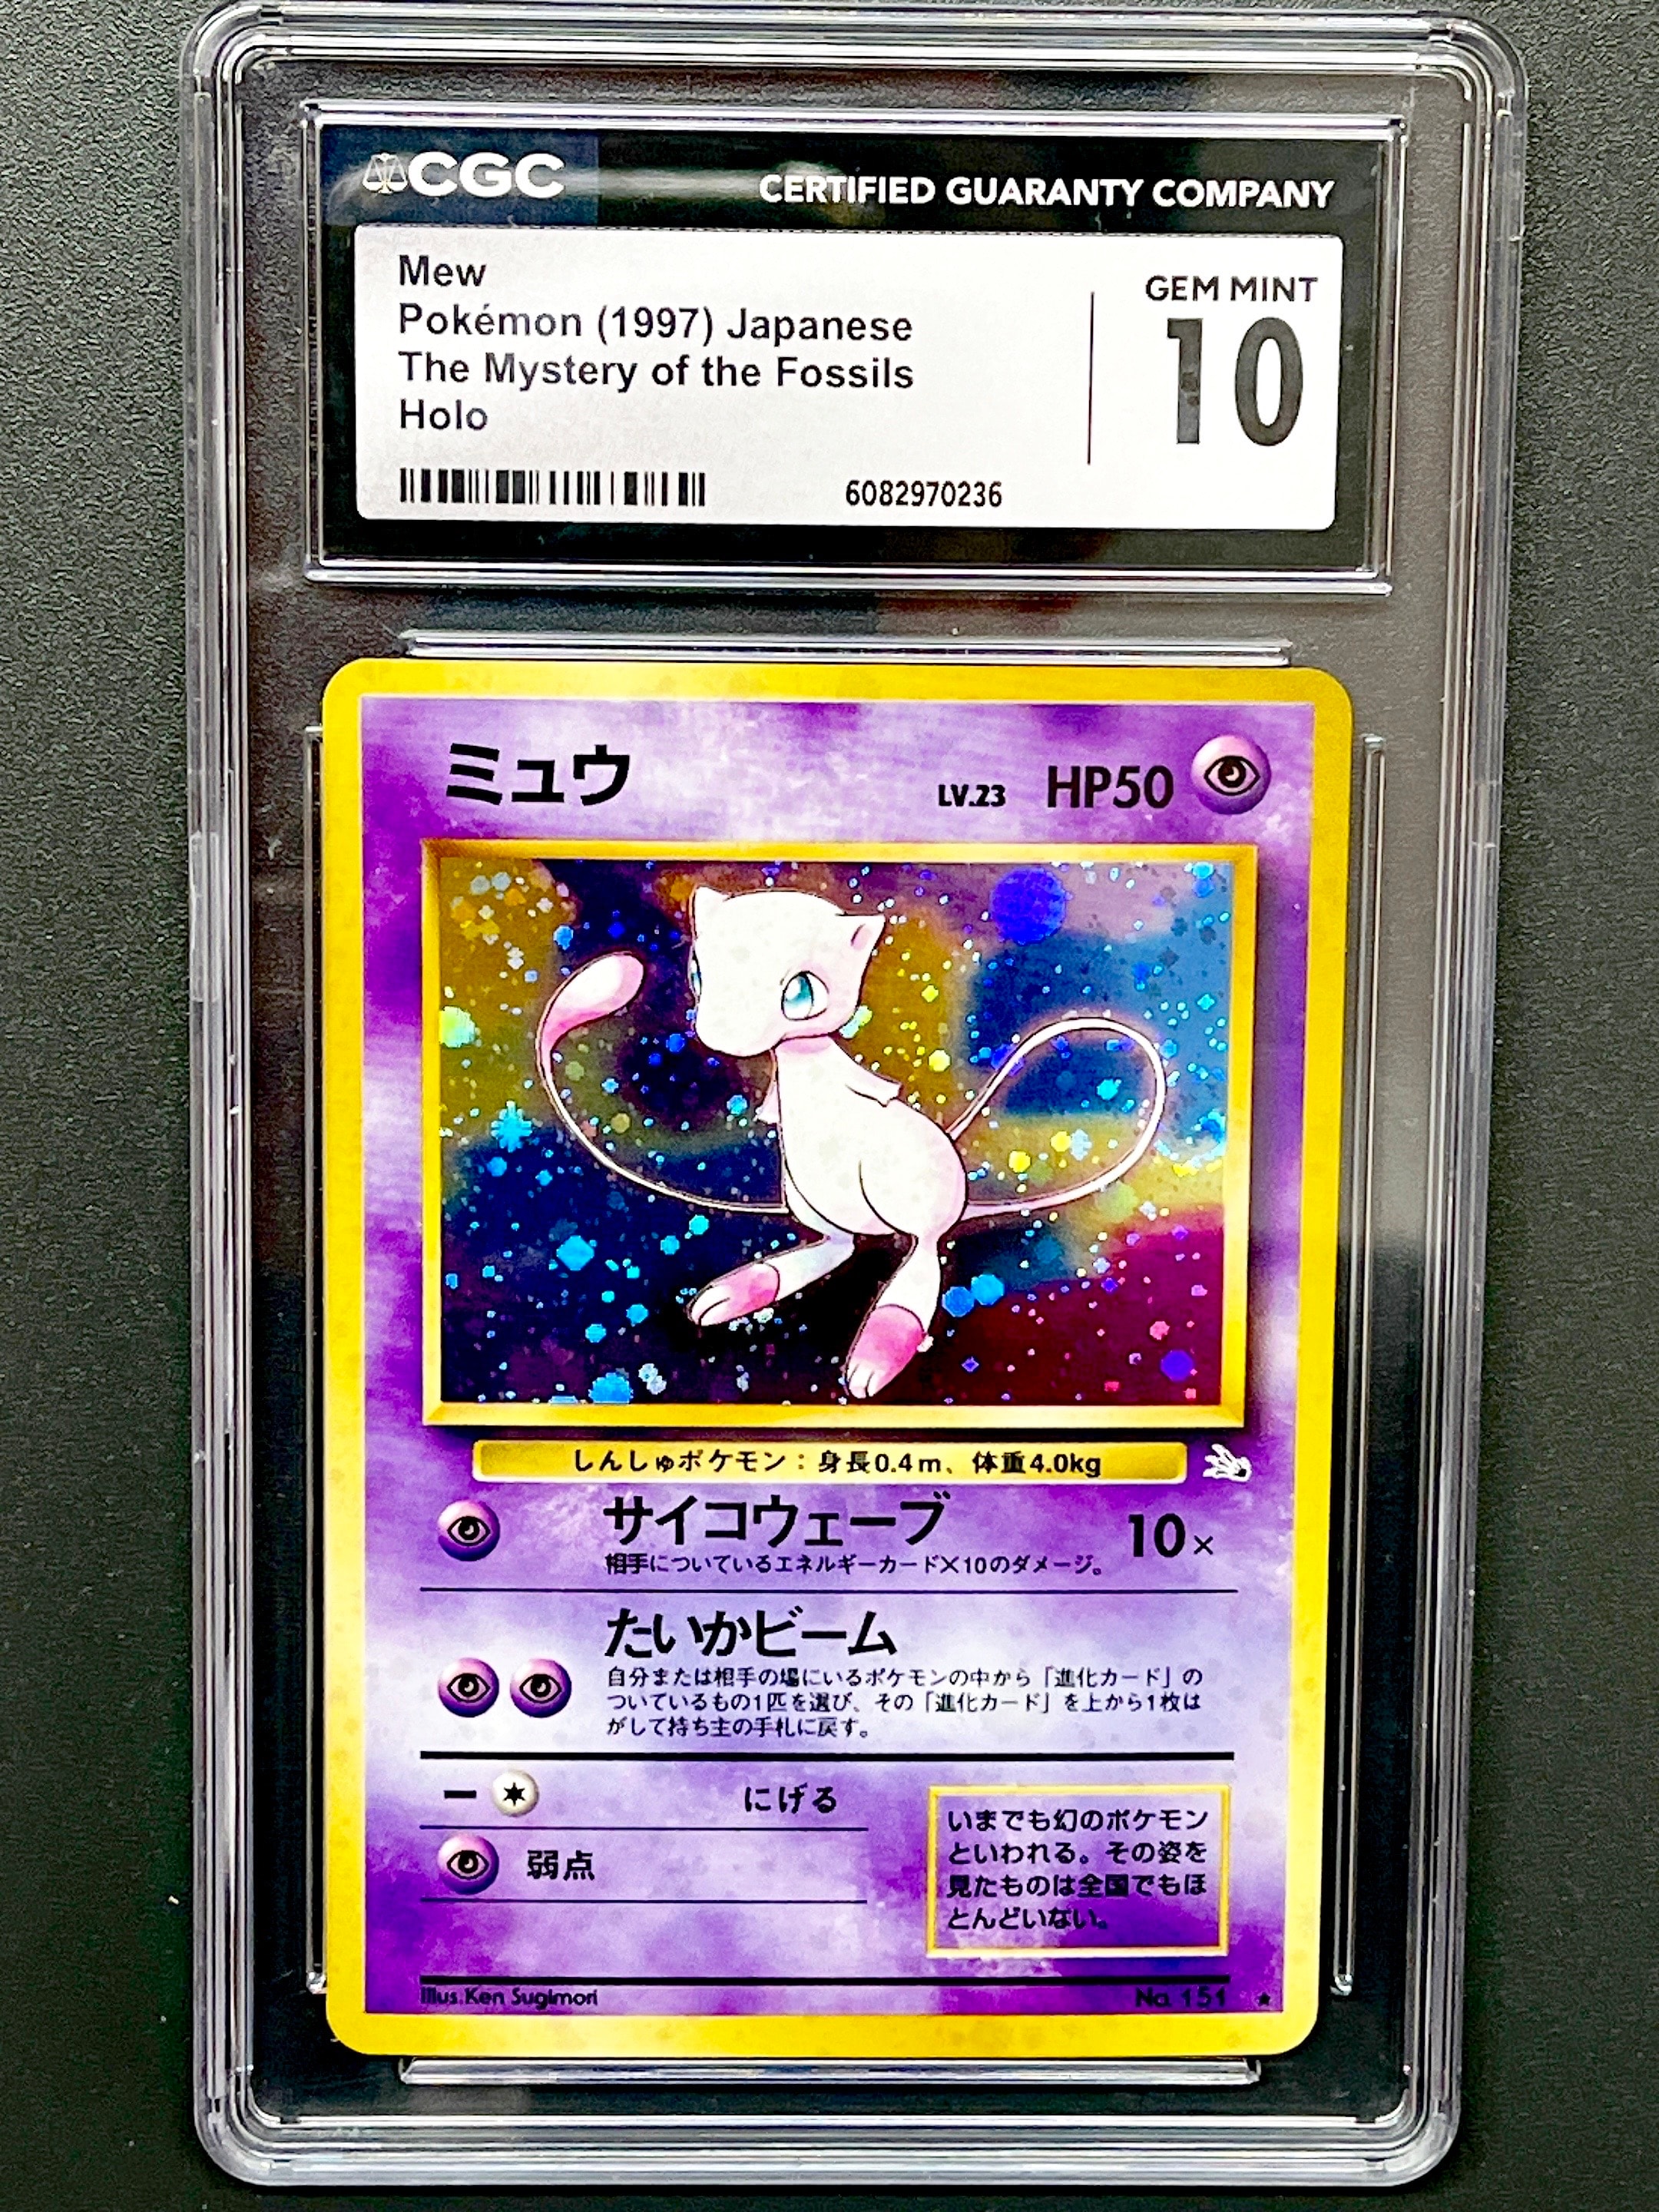 CGC
CERTIFIED GUARANTY COMPANY
Mew
Pokémon (1997) Japanese
The Mystery of the Fossils
Holo
GEM MINT
10
6082970236
ミュウ
LV.23 HP50
しんしゅポケモン:身長0.4m、体重4.0kg
サイコウェーブ 10×
相手についているエネルギーカード×10のダメージ。
たいかビーム
自分または相手の場にいるポケモンの中から「進化カード」の
ついているもの1匹を選び、その「進化カード」を上から1枚は
がして持ち主の手札に戻す。
ー にげる
弱点
いまでも幻のポケモン
といわれる。その姿を
見たものは全国でもほ
とんどいない。
Illus.Ken Sugimori
No. 151 ★